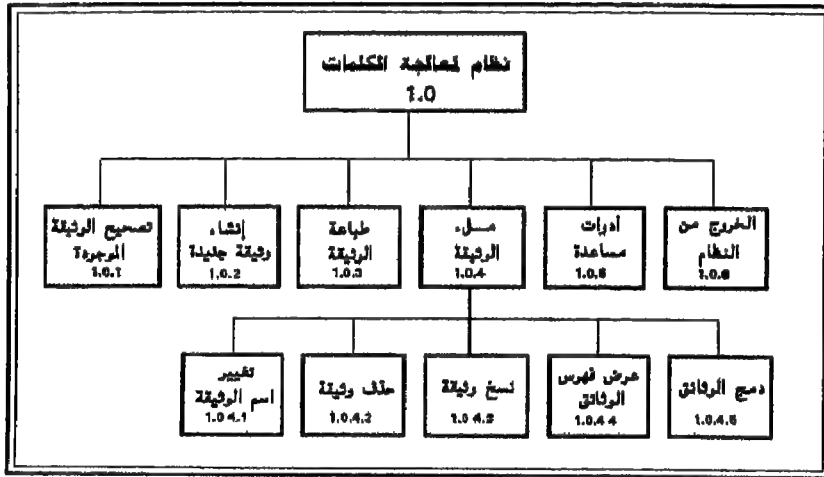 نظام لمعالجة الكلمات
1.0
تصحيح الوثيقة
الموجودة
1.0.1
إنشاء
وثيقة جديدة
1.0.2
طباعة
الوثيقة
1.0.3
ملء
الوثيقة
1.0.4
أدوات
مساعدة
1.0.5
الخروج من
النظام
1.0.6
تغيير
اسم الوثيقة
1.0.4.1
حذف وثيقة
1.0.4.2
نسخ وثيقة
1.0.4.3
عرض فهرس
الوثائق
1.0.4.4
دمج الوثائق
1.0.4.5